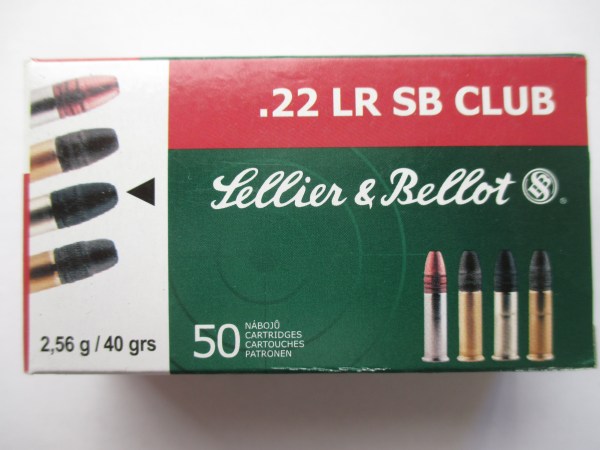 .22 LR SB CLUB
Sellier & Bellot
®
2,56 g / 40 grs
50
NÁBOJŮ
CARTRIDGES
CARTOUCHES
PATRONEN